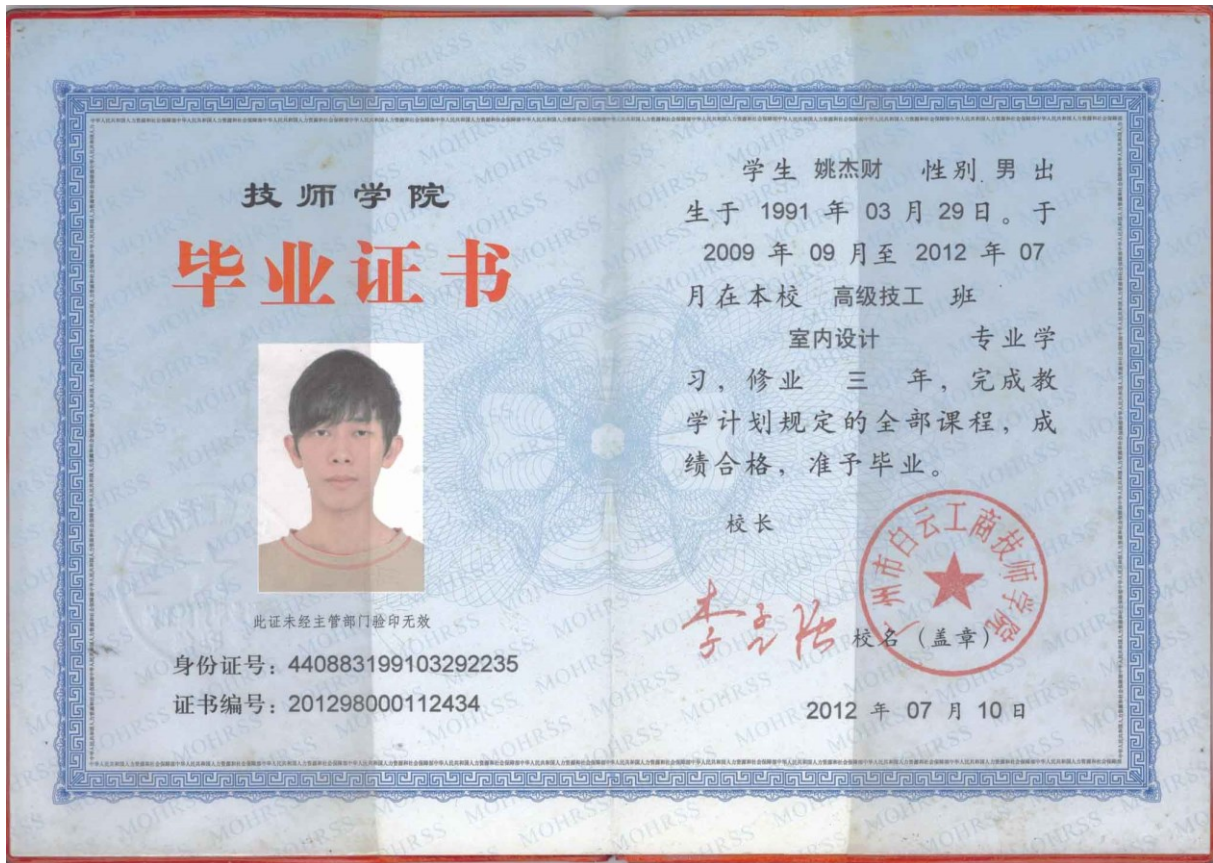 技师学院
毕业证书
此证未经主管部门验印无效
身份证号：440883199103292235
证书编号：201298000112434
学生 姚杰财 性别 男 出
生于 1991 年 03 月 29 日。于
2009 年 09 月至 2012 年 07
月在本校 高级技工 班
室内设计 专业学
习，修业 三 年，完成教
学计划规定的全部课程，成
绩合格，准予毕业。
校长
广州市白云工商技师学院
校名（盖章）
2012 年 07 月 10 日
MOHRSS